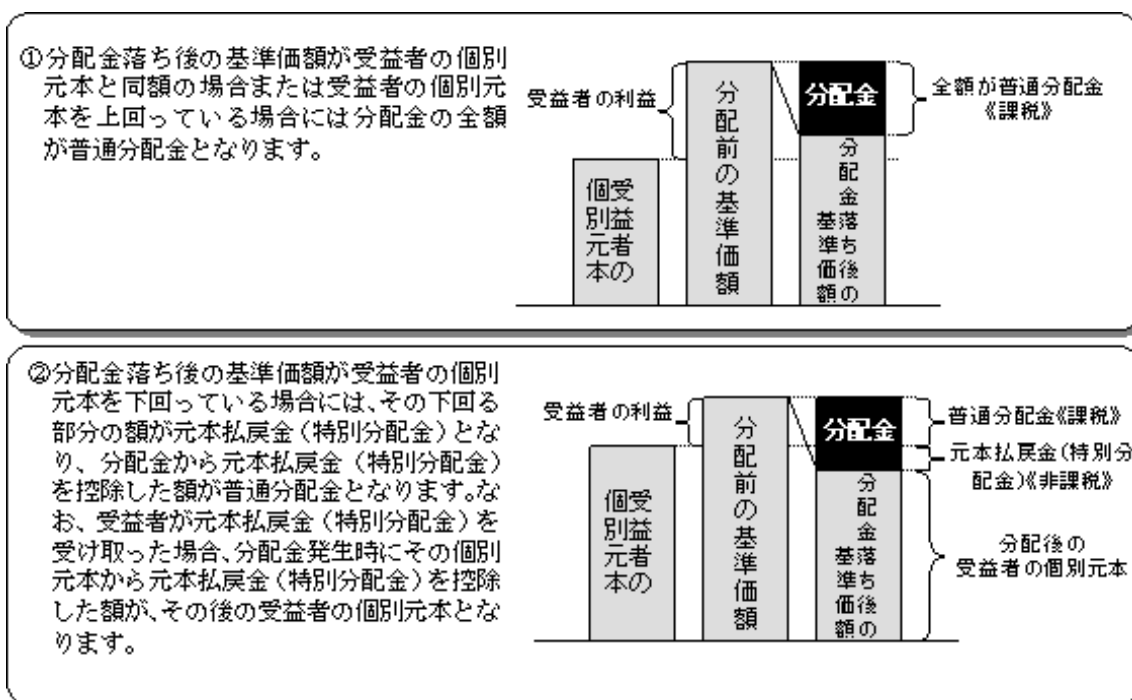 ①分配金落ち後の基準価額が受益者の個別
元本と同額の場合または受益者の個別元
本を上回っている場合には分配金の全額
が普通分配金となります。
受益者の利益
受益者の
個別元本
分配前の基準価額
分配金
分配金落ち後の
基準価額
全額が普通分配金
《課税》
②分配金落ち後の基準価額が受益者の個別
元本を下回っている場合には、その下回る
部分の額が元本払戻金(特別分配金)とな
り、分配金から元本払戻金(特別分配金)
を控除した額が普通分配金となります。な
お、受益者が元本払戻金(特別分配金)を
受け取った場合、分配金発生時にその個別
元本から元本払戻金(特別分配金)を控除
した額が、その後の受益者の個別元本とな
ります。
受益者の利益
受益者の
個別元本
分配前の基準価額
分配金
分配金落ち後の
基準価額
普通分配金《課税》
元本払戻金(特別分
配金)《非課税》
分配後の
受益者の個別元本